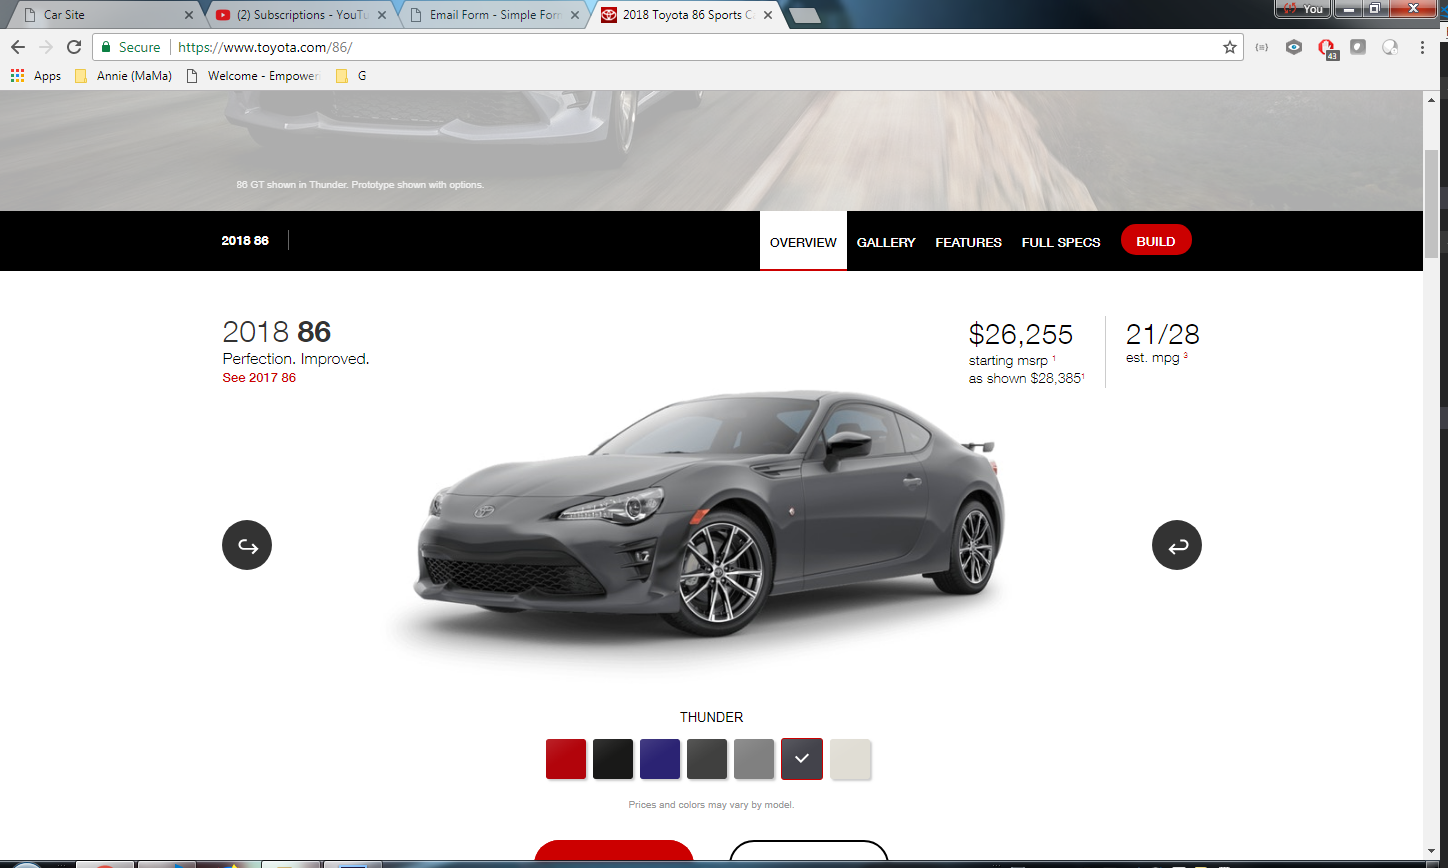 Car Site
(2) Subscriptions - YouTu
Email Form - Simple Form
2018 Toyota 86 Sports C
You
Secure
https://www.toyota.com/86/
43
Apps
Annie (MaMa)
Welcome - Empower
G
86 GT shown in Thunder. Prototype shown with options.
2018 86
OVERVIEW
GALLERY
FEATURES
FULL SPECS
BUILD
2018 86
Perfection. Improved.
See 2017 86
$26,255
starting msrp 1
as shown $28,385¹
21/28
est. mpg 3
THUNDER
Prices and colors may vary by model.